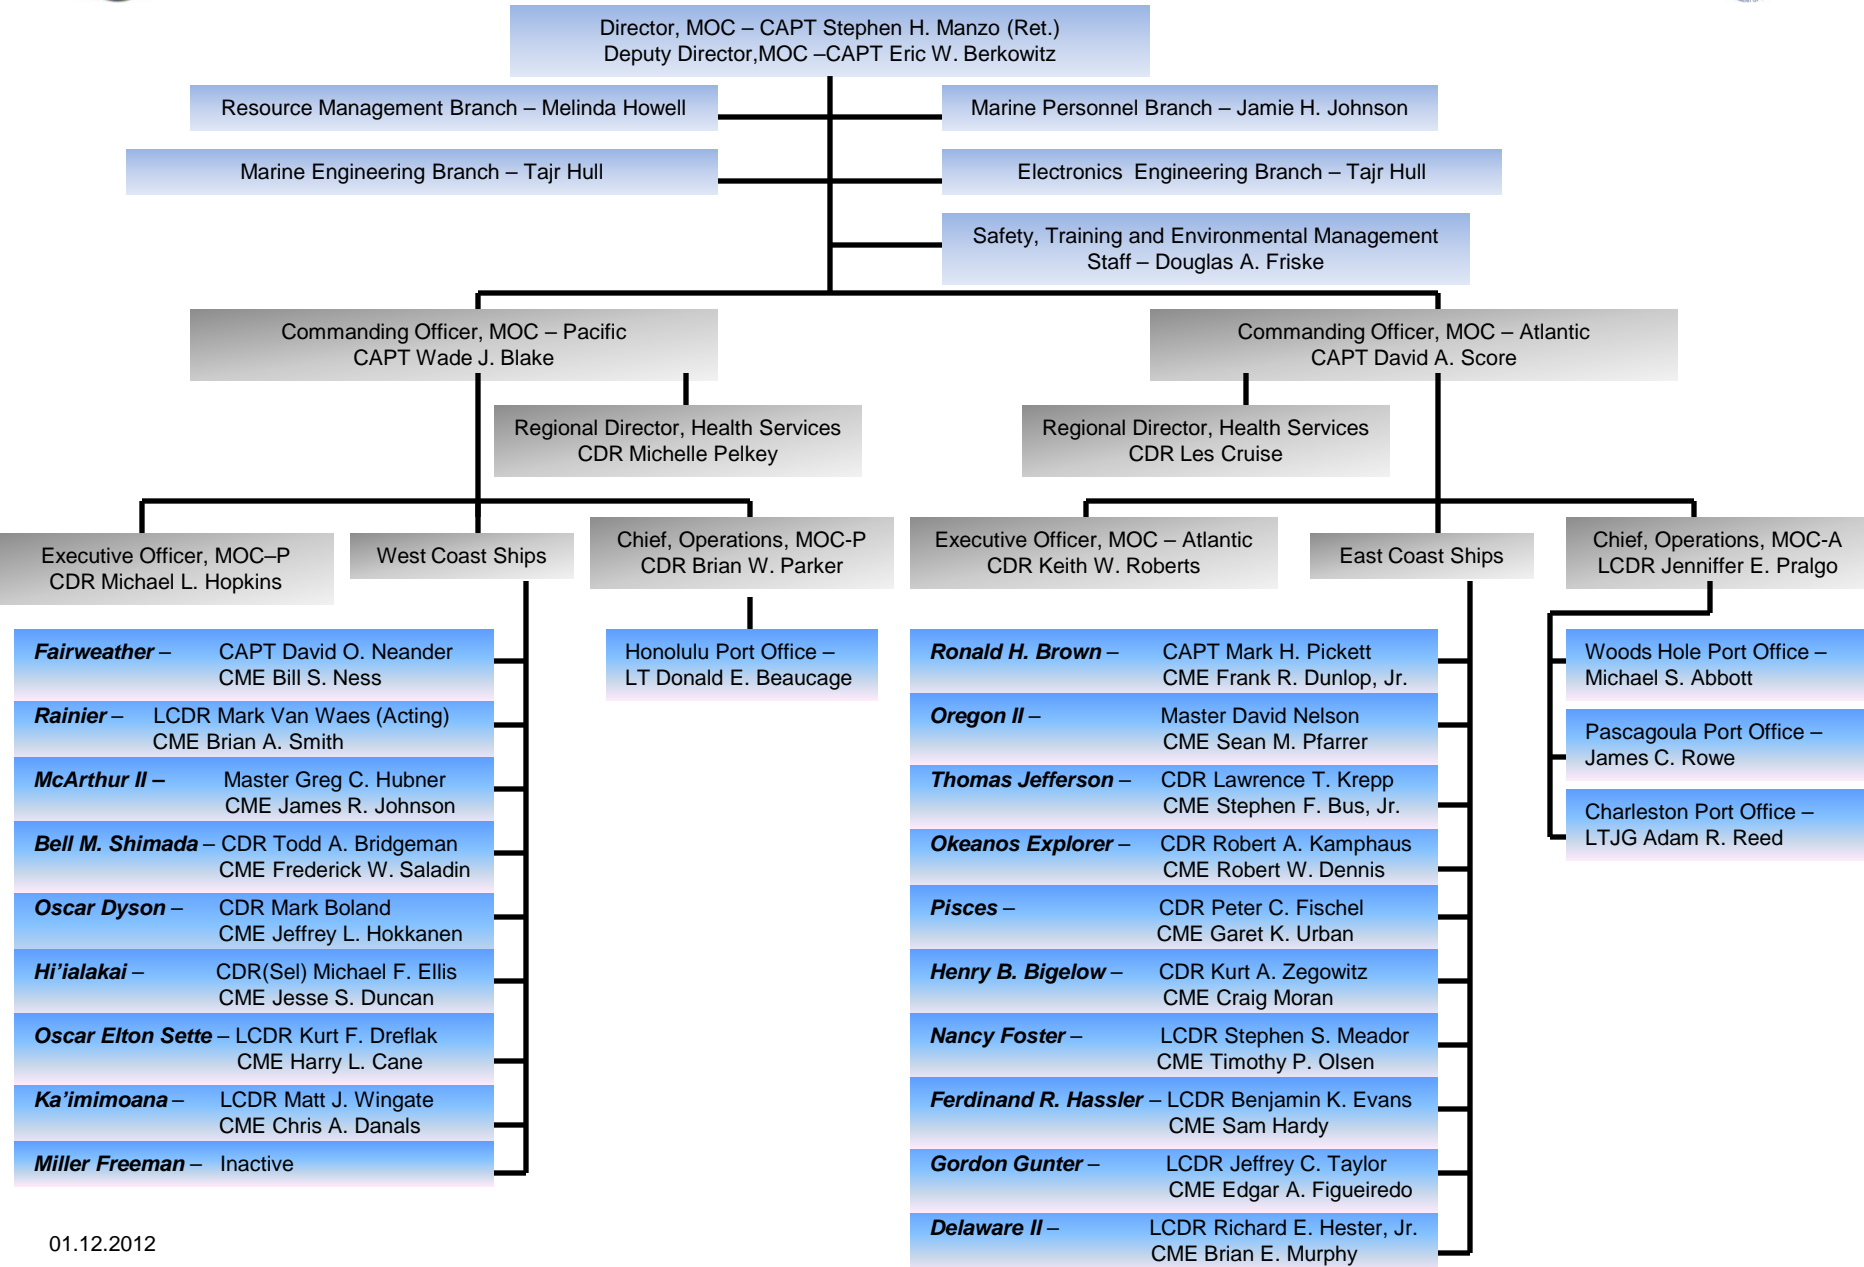 Director, MOC – CAPT Stephen H. Manzo (Ret.)
Deputy Director,MOC –CAPT Eric W. Berkowitz
Resource Management Branch – Melinda Howell
Marine Personnel Branch – Jamie H. Johnson
Marine Engineering Branch – Tajr Hull
Electronics Engineering Branch – Tajr Hull
Safety, Training and Environmental Management
Staff – Douglas A. Friske
Commanding Officer, MOC – Pacific
CAPT Wade J. Blake
Commanding Officer, MOC – Atlantic
CAPT David A. Score
Regional Director, Health Services
CDR Michelle Pelkey
Regional Director, Health Services
CDR Les Cruise
Executive Officer, MOC–P
CDR Michael L. Hopkins
West Coast Ships
Chief, Operations, MOC-P
CDR Brian W. Parker
Executive Officer, MOC – Atlantic
CDR Keith W. Roberts
East Coast Ships
Chief, Operations, MOC-A
LCDR Jenniffer E. Pralgo
Fairweather – CAPT David O. Neander
CME Bill S. Ness
Rainier – LCDR Mark Van Waes (Acting)
CME Brian A. Smith
McArthur II – Master Greg C. Hubner
CME James R. Johnson
Bell M. Shimada – CDR Todd A. Bridgeman
CME Frederick W. Saladin
Oscar Dyson – CDR Mark Boland
CME Jeffrey L. Hokkanen
Hi’ialakai – CDR(Sel) Michael F. Ellis
CME Jesse S. Duncan
Oscar Elton Sette – LCDR Kurt F. Dreflak
CME Harry L. Cane
Ka’imimoana – LCDR Matt J. Wingate
CME Chris A. Danals
Miller Freeman – Inactive
Honolulu Port Office –
LT Donald E. Beaucage
Ronald H. Brown – CAPT Mark H. Pickett
CME Frank R. Dunlop, Jr.
Oregon II – Master David Nelson
CME Sean M. Pfarrer
Thomas Jefferson – CDR Lawrence T. Krepp
CME Stephen F. Bus, Jr.
Okeanos Explorer – CDR Robert A. Kamphaus
CME Robert W. Dennis
Pisces – CDR Peter C. Fischel
CME Garet K. Urban
Henry B. Bigelow – CDR Kurt A. Zegowitz
CME Craig Moran
Nancy Foster – LCDR Stephen S. Meador
CME Timothy P. Olsen
Ferdinand R. Hassler – LCDR Benjamin K. Evans
CME Sam Hardy
Gordon Gunter – LCDR Jeffrey C. Taylor
CME Edgar A. Figueiredo
Delaware II – LCDR Richard E. Hester, Jr.
CME Brian E. Murphy
Woods Hole Port Office –
Michael S. Abbott
Pascagoula Port Office –
James C. Rowe
Charleston Port Office –
LTJG Adam R. Reed
01.12.2012